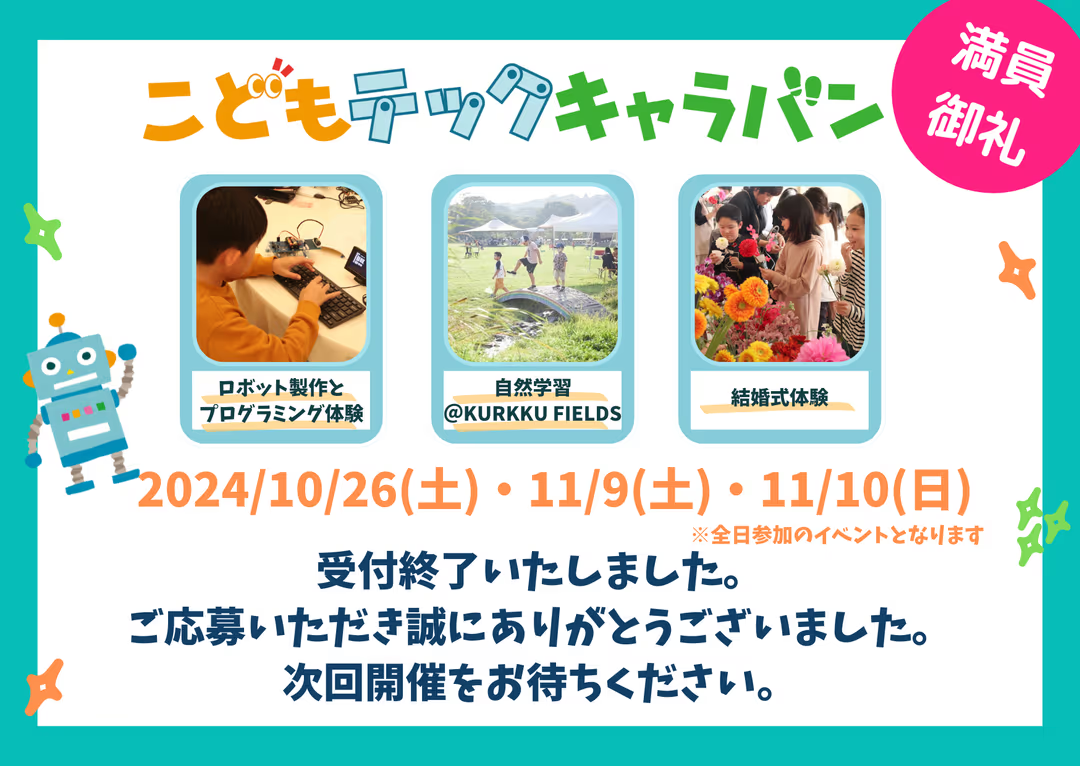 こどもテックキャラバン
満員
御礼
ロボット製作と
プログラミング体験
自然学習
@KURKKU FIELDS
結婚式体験
2024/10/26(土)・11/9(土)・11/10(日)
※全日参加のイベントとなります
受付終了いたしました。
ご応募いただき誠にありがとうございました。
次回開催をお待ちください。